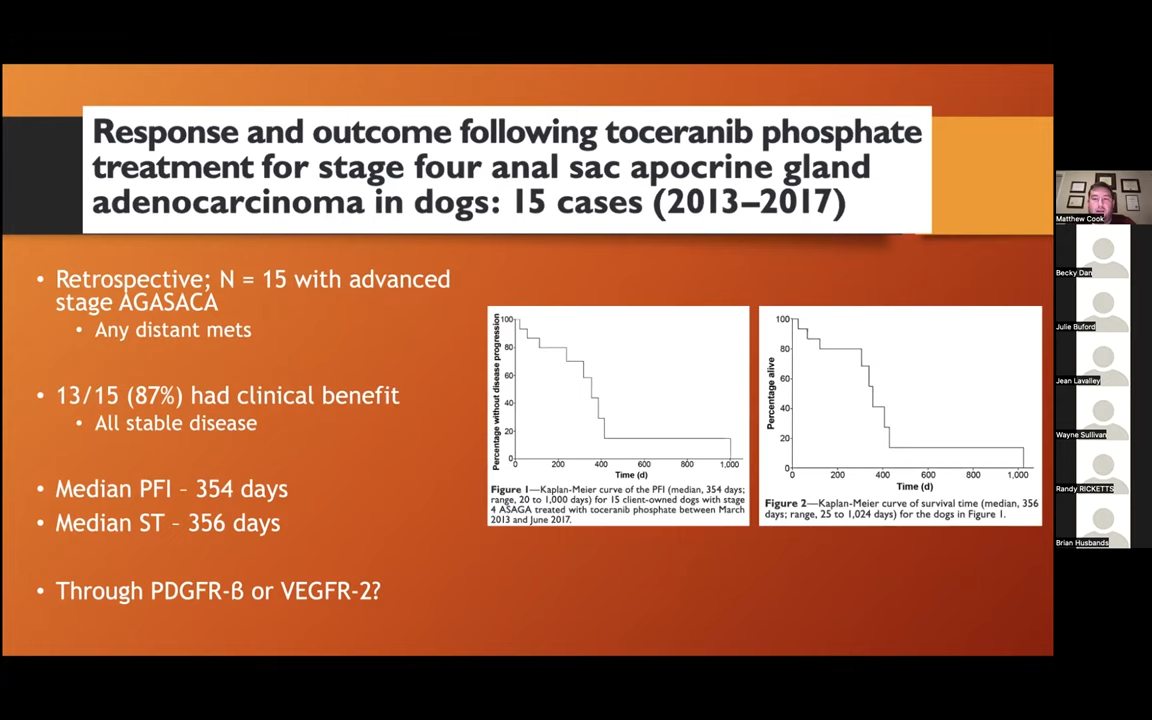 Response and outcome following toceranib phosphate
treatment for stage four anal sac apocrine gland
adenocarcinoma in dogs: 15 cases (2013–2017)
• Retrospective; N = 15 with advanced
stage AGASACA
• Any distant mets
• 13/15 (87%) had clinical benefit
• All stable disease
• Median PFI – 354 days
• Median ST – 356 days
• Through PDGFR-ß or VEGFR-2?
Percentage without disease progression
100
80
60
40
20
0
0 200 400 600 800 1,000
Time (d)
Figure 1—Kaplan-Meier curve of the PFI (median, 354 days;
range, 20 to 1,000 days) for 15 client-owned dogs with stage
4 ASAGA treated with toceranib phosphate between March
2013 and June 2017.
Percentage alive
100
80
60
40
20
0
0 200 400 600 800 1,000
Time (d)
Figure 2—Kaplan-Meier curve of survival time (median, 356
days; range, 25 to 1,024 days) for the dogs in Figure 1.
Matthew Cook
Becky Dan
Julie Buford
Jean Lavalley
Wayne Sullivan
Randy RICKETTS
Brian Husbands